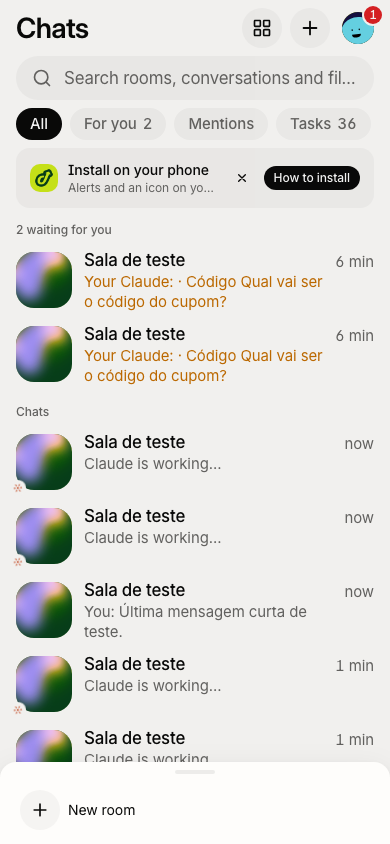 Chats
1
Search rooms, conversations and fil...
All
For you 2
Mentions
Tasks 36
Install on your phone
Alerts and an icon on yo...
How to install
2 waiting for you
Sala de teste
6 min
Your Claude: · Código Qual vai ser
o código do cupom?
Sala de teste
6 min
Your Claude: · Código Qual vai ser
o código do cupom?
Chats
Sala de teste
now
Claude is working...
Sala de teste
now
Claude is working...
Sala de teste
now
You: Última mensagem curta de
teste.
Sala de teste
1 min
Claude is working...
Sala de teste
1 min
Claude is working
New room